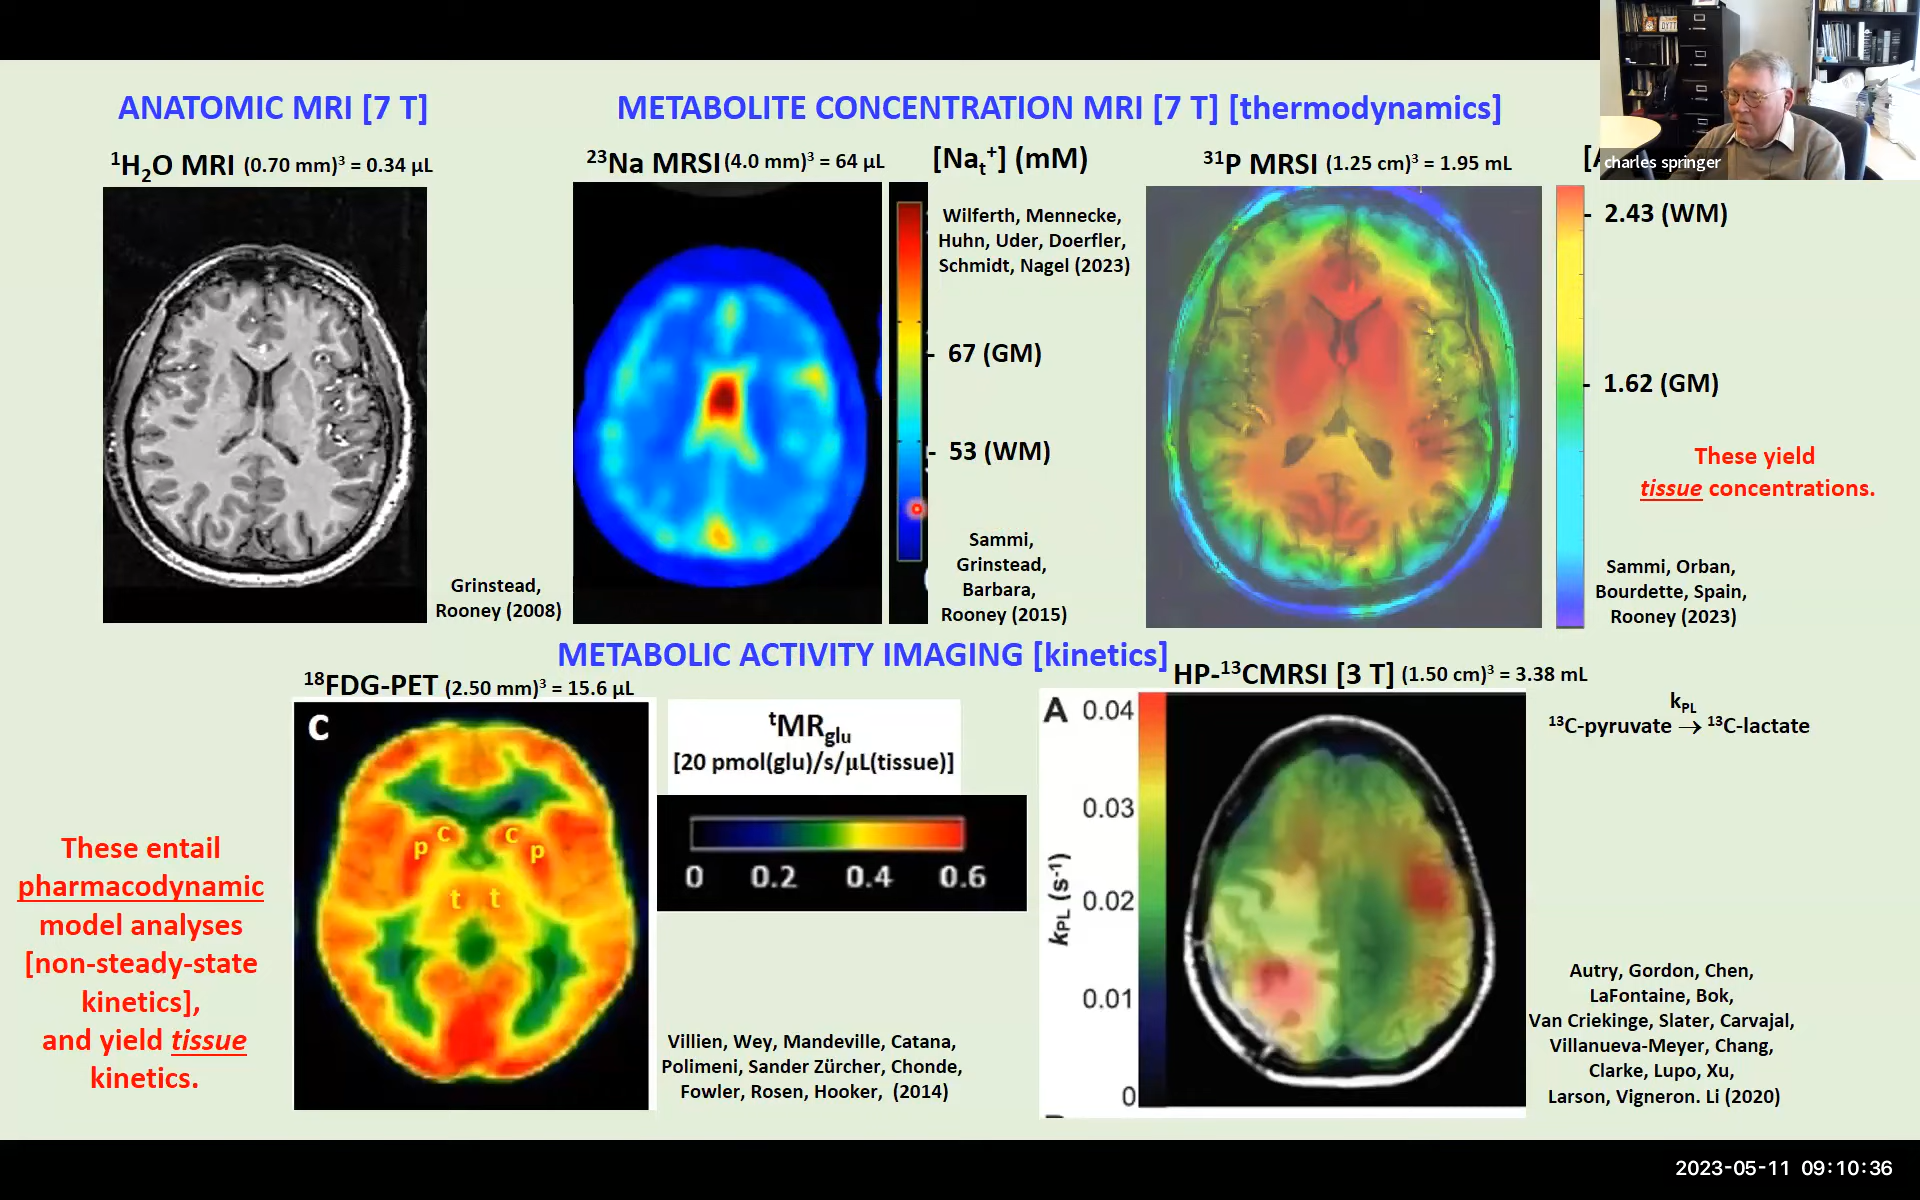 ANATOMIC MRI [7 T]
METABOLITE CONCENTRATION MRI [7 T] [thermodynamics]
¹H₂O MRI (0.70 mm)³ = 0.34 µL
²³Na MRSI (4.0 mm)³ = 64 µL
[Naₜ⁺] (mM)
³¹P MRSI (1.25 cm)³ = 1.95 mL
charles springer
Wilferth, Mennecke,
Huhn, Uder, Doerfler,
Schmidt, Nagel (2023)
67 (GM)
53 (WM)
Sammi,
Grinstead,
Barbara,
Rooney (2015)
Grinstead,
Rooney (2008)
2.43 (WM)
1.62 (GM)
These yield
tissue concentrations.
Sammi, Orban,
Bourdette, Spain,
Rooney (2023)
METABOLIC ACTIVITY IMAGING [kinetics]
¹⁸FDG-PET (2.50 mm)³ = 15.6 µL
C
c c
p p
t t
ᵗMRglu
[20 pmol(glu)/s/µL(tissue)]
0 0.2 0.4 0.6
These entail
pharmacodynamic
model analyses
[non-steady-state
kinetics],
and yield tissue
kinetics.
Villien, Wey, Mandeville, Catana,
Polimeni, Sander Zürcher, Chonde,
Fowler, Rosen, Hooker, (2014)
HP-¹³CMRSI [3 T] (1.50 cm)³ = 3.38 mL
A
0.04
0.03
0.02
0.01
0
kPL (s⁻¹)
kPL
¹³C-pyruvate → ¹³C-lactate
Autry, Gordon, Chen,
LaFontaine, Bok,
Van Criekinge, Slater, Carvajal,
Villanueva-Meyer, Chang,
Clarke, Lupo, Xu,
Larson, Vigneron. Li (2020)
2023-05-11 09:10:36